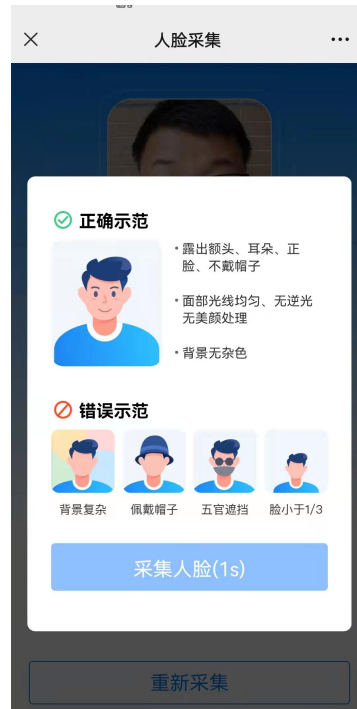 人脸采集
正确示范
·露出额头、耳朵、正
脸、不戴帽子
·面部光线均匀、无逆光
无美颜处理
·背景无杂色
错误示范
背景复杂 佩戴帽子 五官遮挡 脸小于1/3
采集人脸(1s)
重新采集